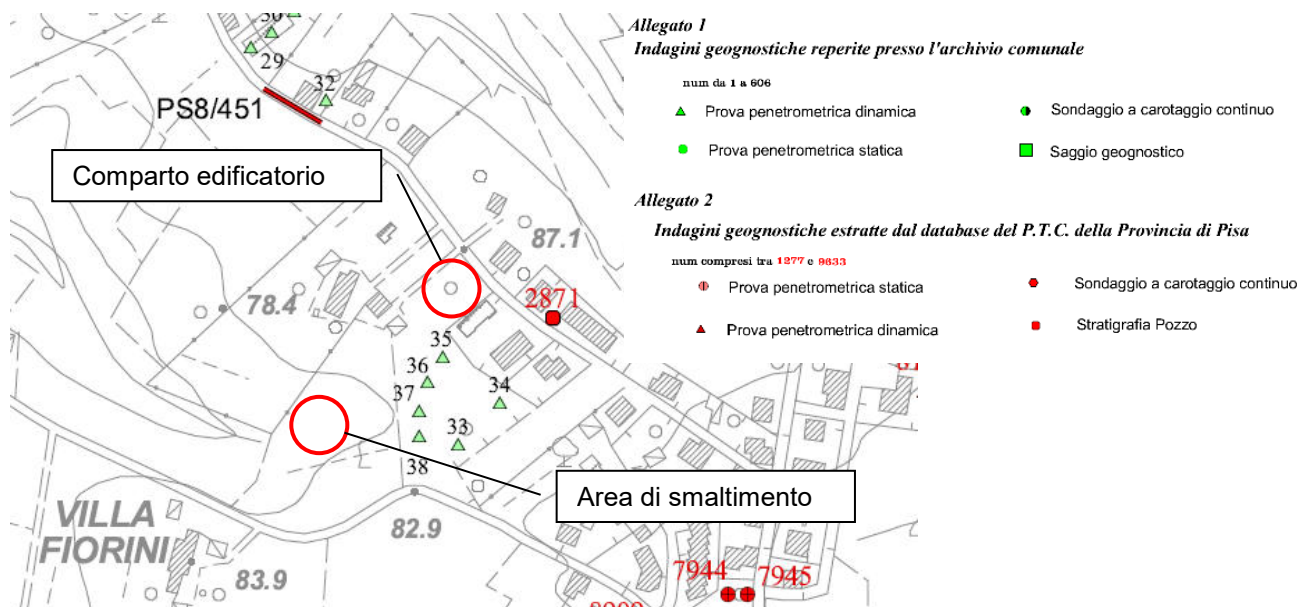 30
29
32
PS8/451
Comparto edificatorio
87.1
2871
78.4
35
36
34
37
33
38
Area di smaltimento
VILLA
FIORINI
82.9
83.9
7944
7945
Allegato 1
Indagini geognostiche reperite presso l'archivio comunale
num da 1 a 606
Prova penetrometrica dinamica
Sondaggio a carotaggio continuo
Prova penetrometrica statica
Saggio geognostico
Allegato 2
Indagini geognostiche estratte dal database del P.T.C. della Provincia di Pisa
num compresi tra 1277 e 9633
Prova penetrometrica statica
Sondaggio a carotaggio continuo
Prova penetrometrica dinamica
Stratigrafia Pozzo